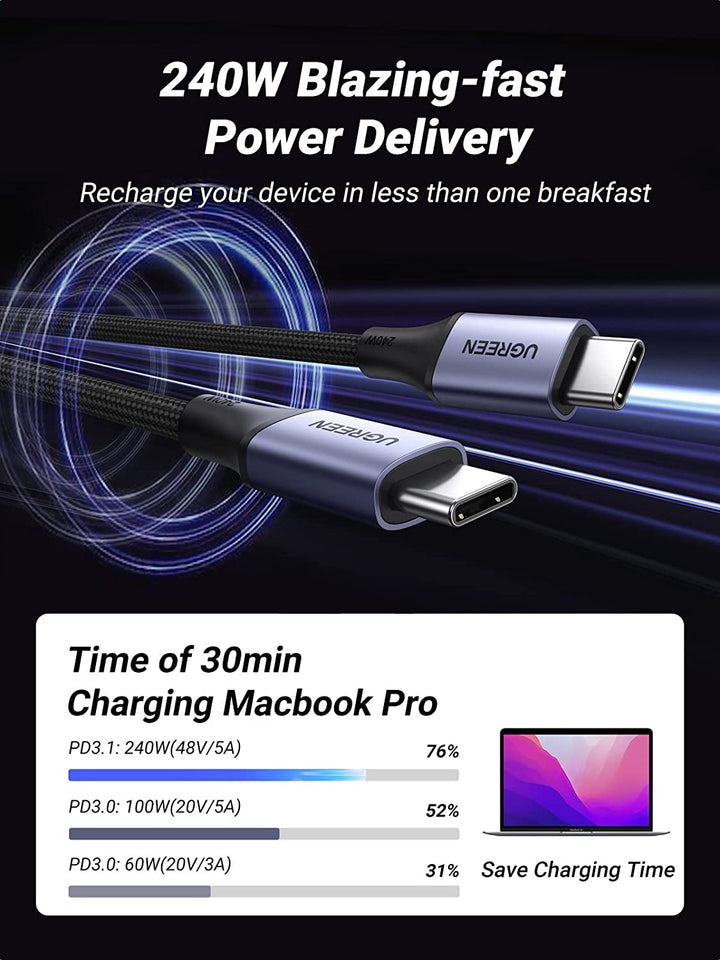 240W Blazing-fast
Power Delivery
Recharge your device in less than one breakfast
240W
UGREEN
240W
UGREEN
Time of 30min
Charging Macbook Pro
PD3.1: 240W(48V/5A)
76%
PD3.0: 100W(20V/5A)
52%
PD3.0: 60W(20V/3A)
31%
Save Charging Time